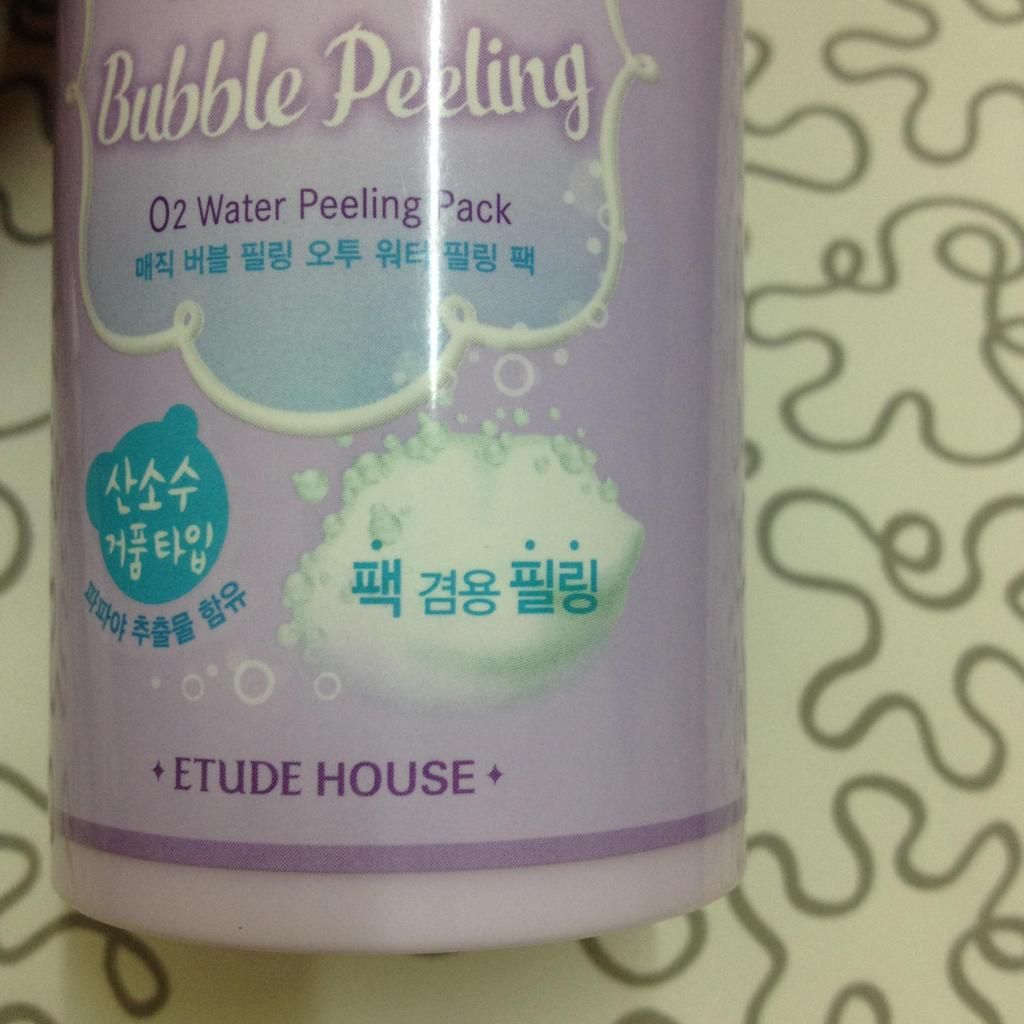 Bubble Peeling
O2 Water Peeling Pack
매직 버블 필링 오투 워터 필링 팩
산소수
거품타입
파파야 추출물 함유
팩 겸용 필링
ETUDE HOUSE